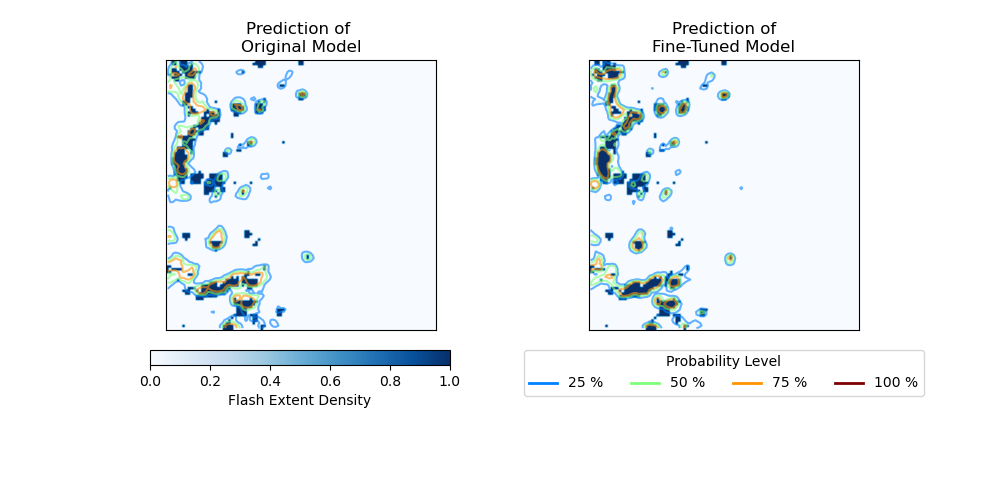 Prediction of
Original Model
Prediction of
Fine-Tuned Model
0.0 0.2 0.4 0.6 0.8 1.0
Flash Extent Density
Probability Level
25 % 50 % 75 % 100 %